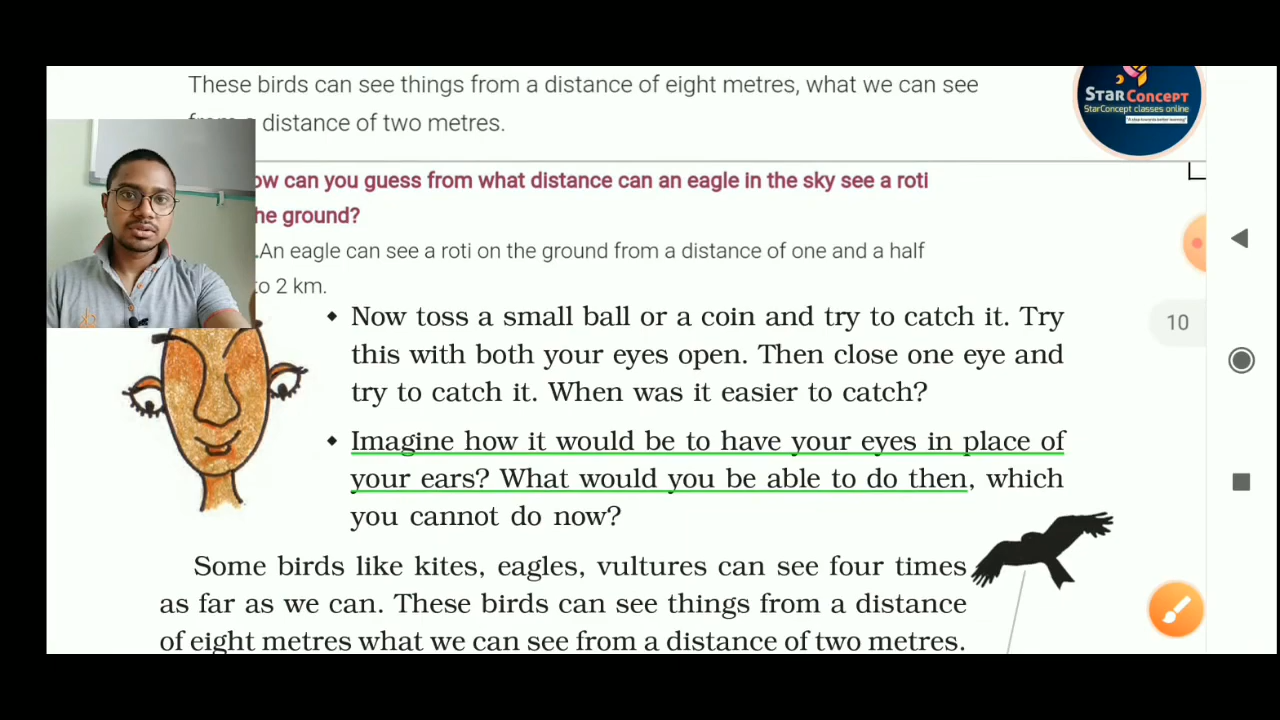 These birds can see things from a distance of eight metres, what we can see
distance of two metres.
STARCONCEPT
StarConcept classes online
ow can you guess from what distance can an eagle in the sky see a roti
he ground?
.An eagle can see a roti on the ground from a distance of one and a half
to 2 km.
• Now toss a small ball or a coin and try to catch it. Try
this with both your eyes open. Then close one eye and
try to catch it. When was it easier to catch?
10
• Imagine how it would be to have your eyes in place of
your ears? What would you be able to do then, which
you cannot do now?
Some birds like kites, eagles, vultures can see four times
as far as we can. These birds can see things from a distance
of eight metres what we can see from a distance of two metres.